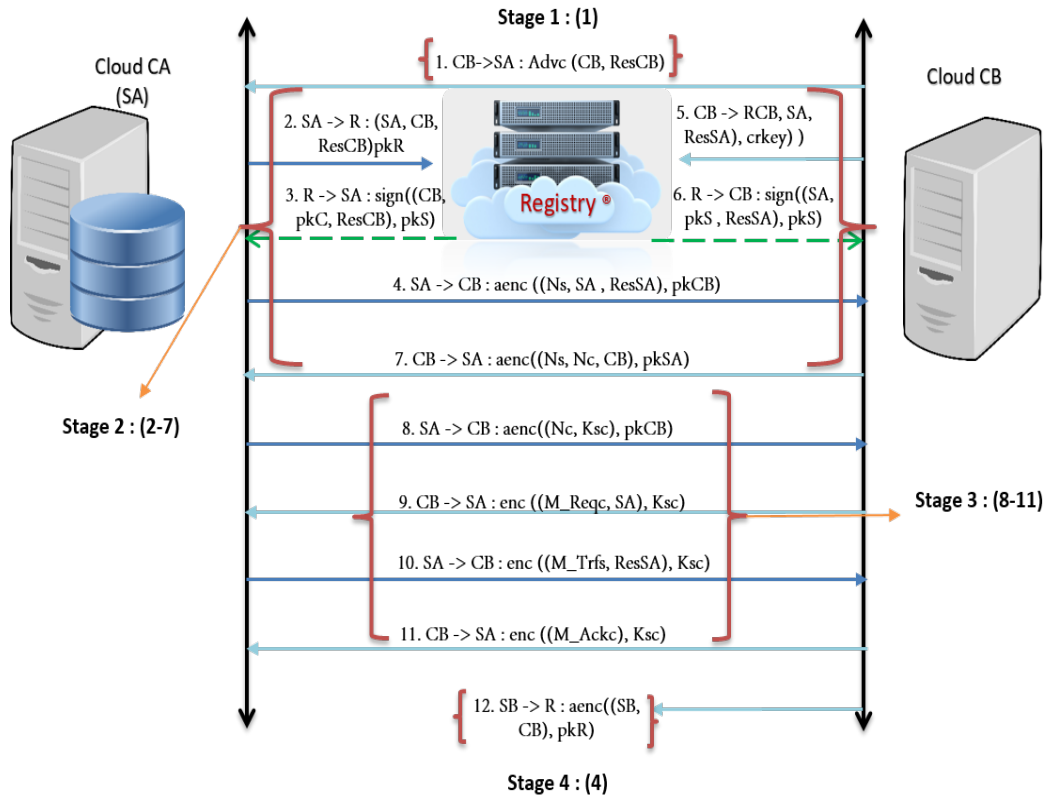 Stage 1 : (1)
1. CB->SA : Advc (CB, ResCB)
Cloud CA
(SA)
Cloud CB
2. SA -> R : (SA, CB,
ResCB)pkR
5. CB -> RCB, SA,
ResSA), crkey) )
3. R -> SA : sign((CB,
pkC, ResCB), pkS)
Registry ®
6. R -> CB : sign((SA,
pkS , ResSA), pkS)
4. SA -> CB : aenc ((Ns, SA , ResSA), pkCB)
7. CB -> SA : aenc((Ns, Nc, CB), pkSA)
Stage 2 : (2-7)
8. SA -> CB : aenc((Nc, Ksc), pkCB)
9. CB -> SA : enc ((M_Reqc, SA), Ksc)
Stage 3 : (8-11)
10. SA -> CB : enc ((M_Trfs, ResSA), Ksc)
11. CB -> SA : enc ((M_Ackc), Ksc)
12. SB -> R : aenc((SB,
CB), pkR)
Stage 4 : (4)